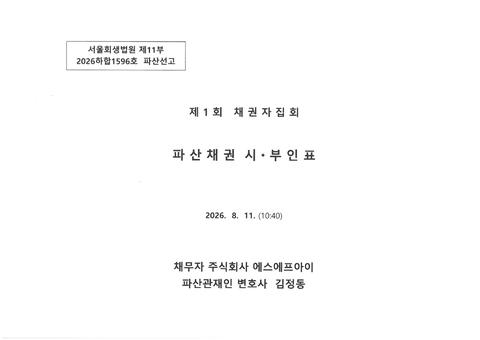 서울회생법원 제11부
2026하합1596호 파산선고
제 1 회 채 권 자 집 회
파 산 채 권 시 · 부 인 표
2026. 8. 11. (10:40)
채무자 주식회사 에스에프아이
파산관재인 변호사 김정동